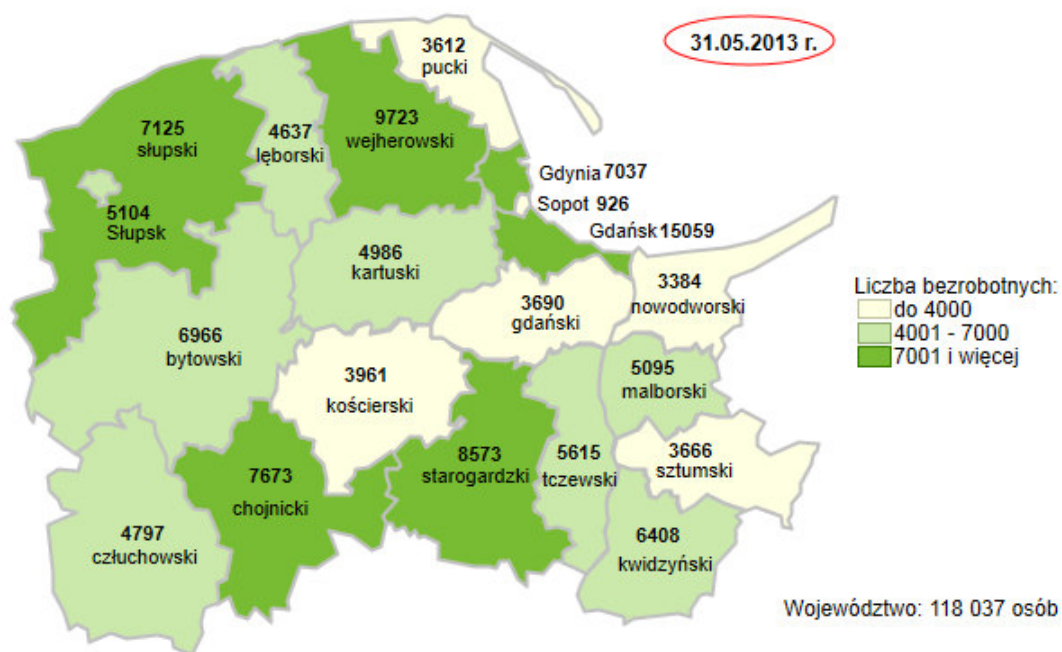 31.05.2013 r.
3612
pucki
7125
słupski
4637
lęborski
9723
wejherowski
Gdynia 7037
Sopot 926
Gdańsk 15059
5104
Słupsk
4986
kartuski
3690
gdański
3384
nowodworski
Liczba bezrobotnych:
do 4000
4001 - 7000
7001 i więcej
6966
bytowski
3961
kościerski
5095
malborski
7673
chojnicki
8573
starogardzki
5615
tczewski
3666
sztumski
4797
człuchowski
6408
kwidzyński
Województwo: 118 037 osób